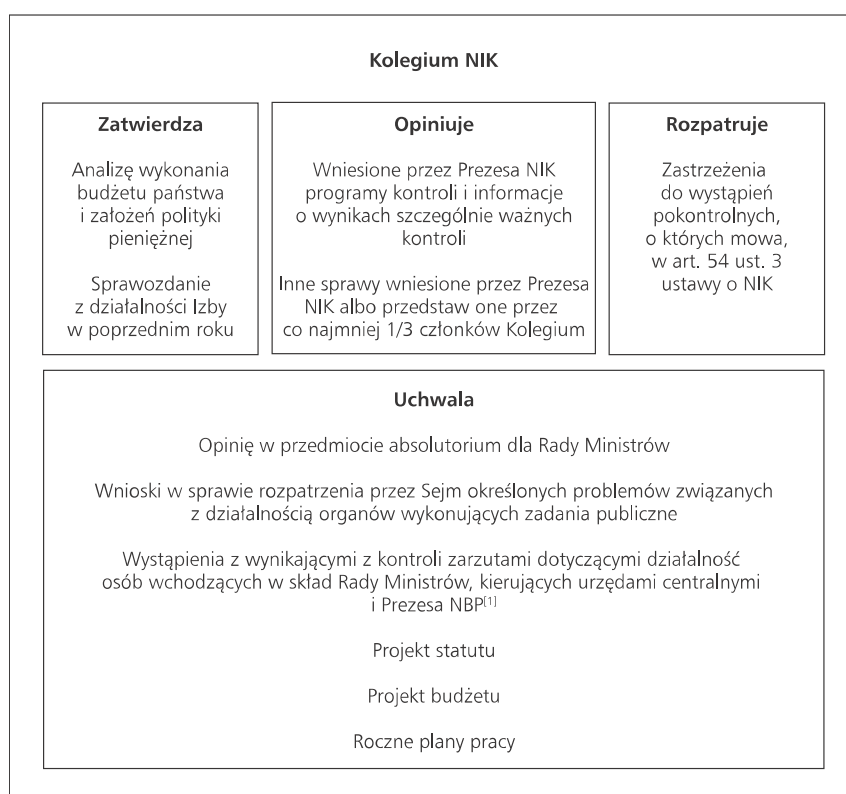 Kolegium NIK
Zatwierdza
Analizę wykonania
budżetu państwa
i założeń polityki
pieniężnej
Sprawozdanie
z działalności Izby
w poprzednim roku
Opiniuje
Wniesione przez Prezesa NIK
programy kontroli i informacje
o wynikach szczególnie ważnych
kontroli
Inne sprawy wniesione przez Prezesa
NIK albo przedstaw one przez
co najmniej 1/3 członków Kolegium
Rozpatruje
Zastrzeżenia
do wystąpień
pokontrolnych,
o których mowa,
w art. 54 ust. 3
ustawy o NIK
Uchwala
Opinię w przedmiocie absolutorium dla Rady Ministrów
Wnioski w sprawie rozpatrzenia przez Sejm określonych problemów związanych
z działalnością organów wykonujących zadania publiczne
Wystąpienia z wynikającymi z kontroli zarzutami dotyczącymi działalność
osób wchodzących w skład Rady Ministrów, kierujących urzędami centralnymi
i Prezesa NBP[1]
Projekt statutu
Projekt budżetu
Roczne plany pracy